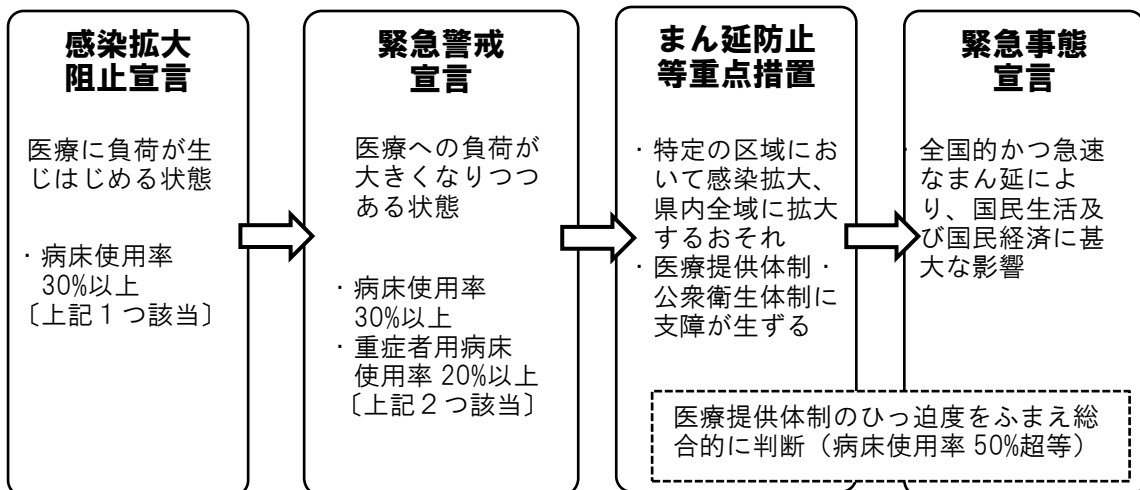 感染拡大
阻止宣言
医療に負荷が生
じはじめる状態
・病床使用率
30%以上
〔上記１つ該当〕
緊急警戒
宣言
医療への負荷が
大きくなりつつ
ある状態
・病床使用率
30%以上
・重症者用病床
使用率 20%以上
〔上記２つ該当〕
まん延防止
等重点措置
・特定の区域にお
いて感染拡大、
県内全域に拡大
するおそれ
・医療提供体制・
公衆衛生体制に
支障が生ずる
緊急事態
宣言
・全国的かつ急速
なまん延によ
り、国民生活及
び国民経済に甚
大な影響
医療提供体制のひっ迫度をふまえ総
合的に判断（病床使用率 50%超等）